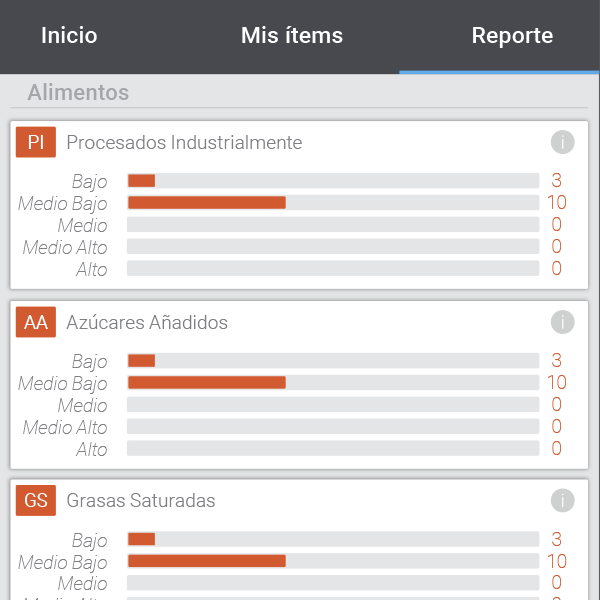 Inicio Mis ítems Reporte
Alimentos
PI Procesados Industrialmente i
Bajo 3
Medio Bajo 10
Medio 0
Medio Alto 0
Alto 0
AA Azúcares Añadidos i
Bajo 3
Medio Bajo 10
Medio 0
Medio Alto 0
Alto 0
GS Grasas Saturadas i
Bajo 3
Medio Bajo 10
Medio 0